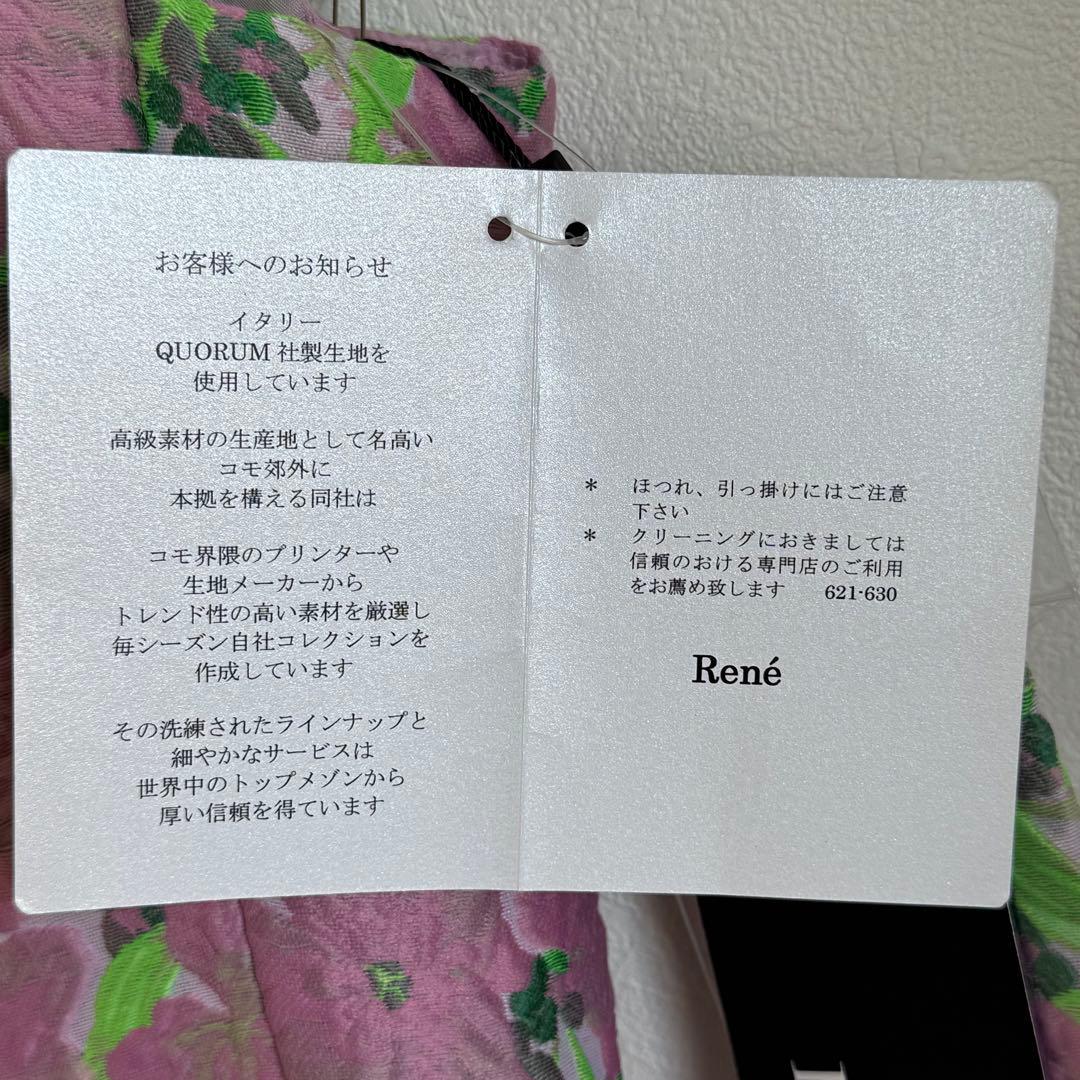 お客様へのお知らせ
イタリー
QUORUM 社製生地を
使用しています
高級素材の生産地として名高い
コモ郊外に
本拠を構える同社は
コモ界隈のプリンターや
生地メーカーから
トレンド性の高い素材を厳選し
毎シーズン自社コレクションを
作成しています
その洗練されたラインナップと
細やかなサービスは
世界中のトップメゾンから
厚い信頼を得ています
* ほつれ、引っ掛けにはご注意
下さい
* クリーニングにおきましては
信頼のおける専門店のご利用
をお薦め致します 621-630
René